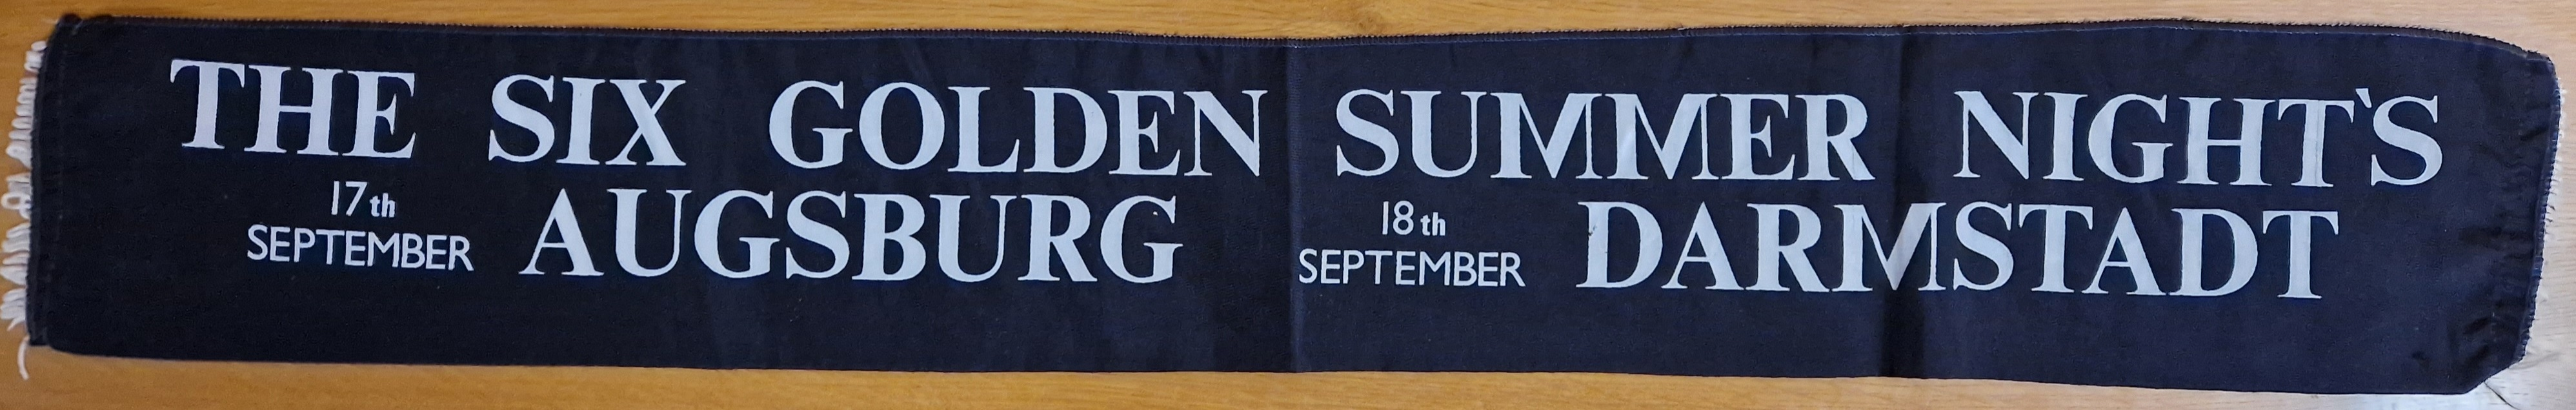 THE SIX GOLDEN SUMMER NIGHT`S
17th SEPTEMBER AUGSBURG 18th SEPTEMBER DARMSTADT